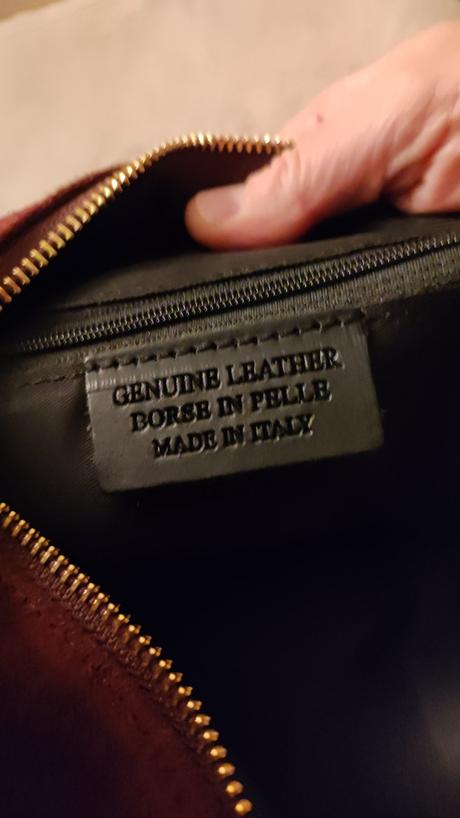 GENUINE LEATHER
BORSE IN PELLE
MADE IN ITALY